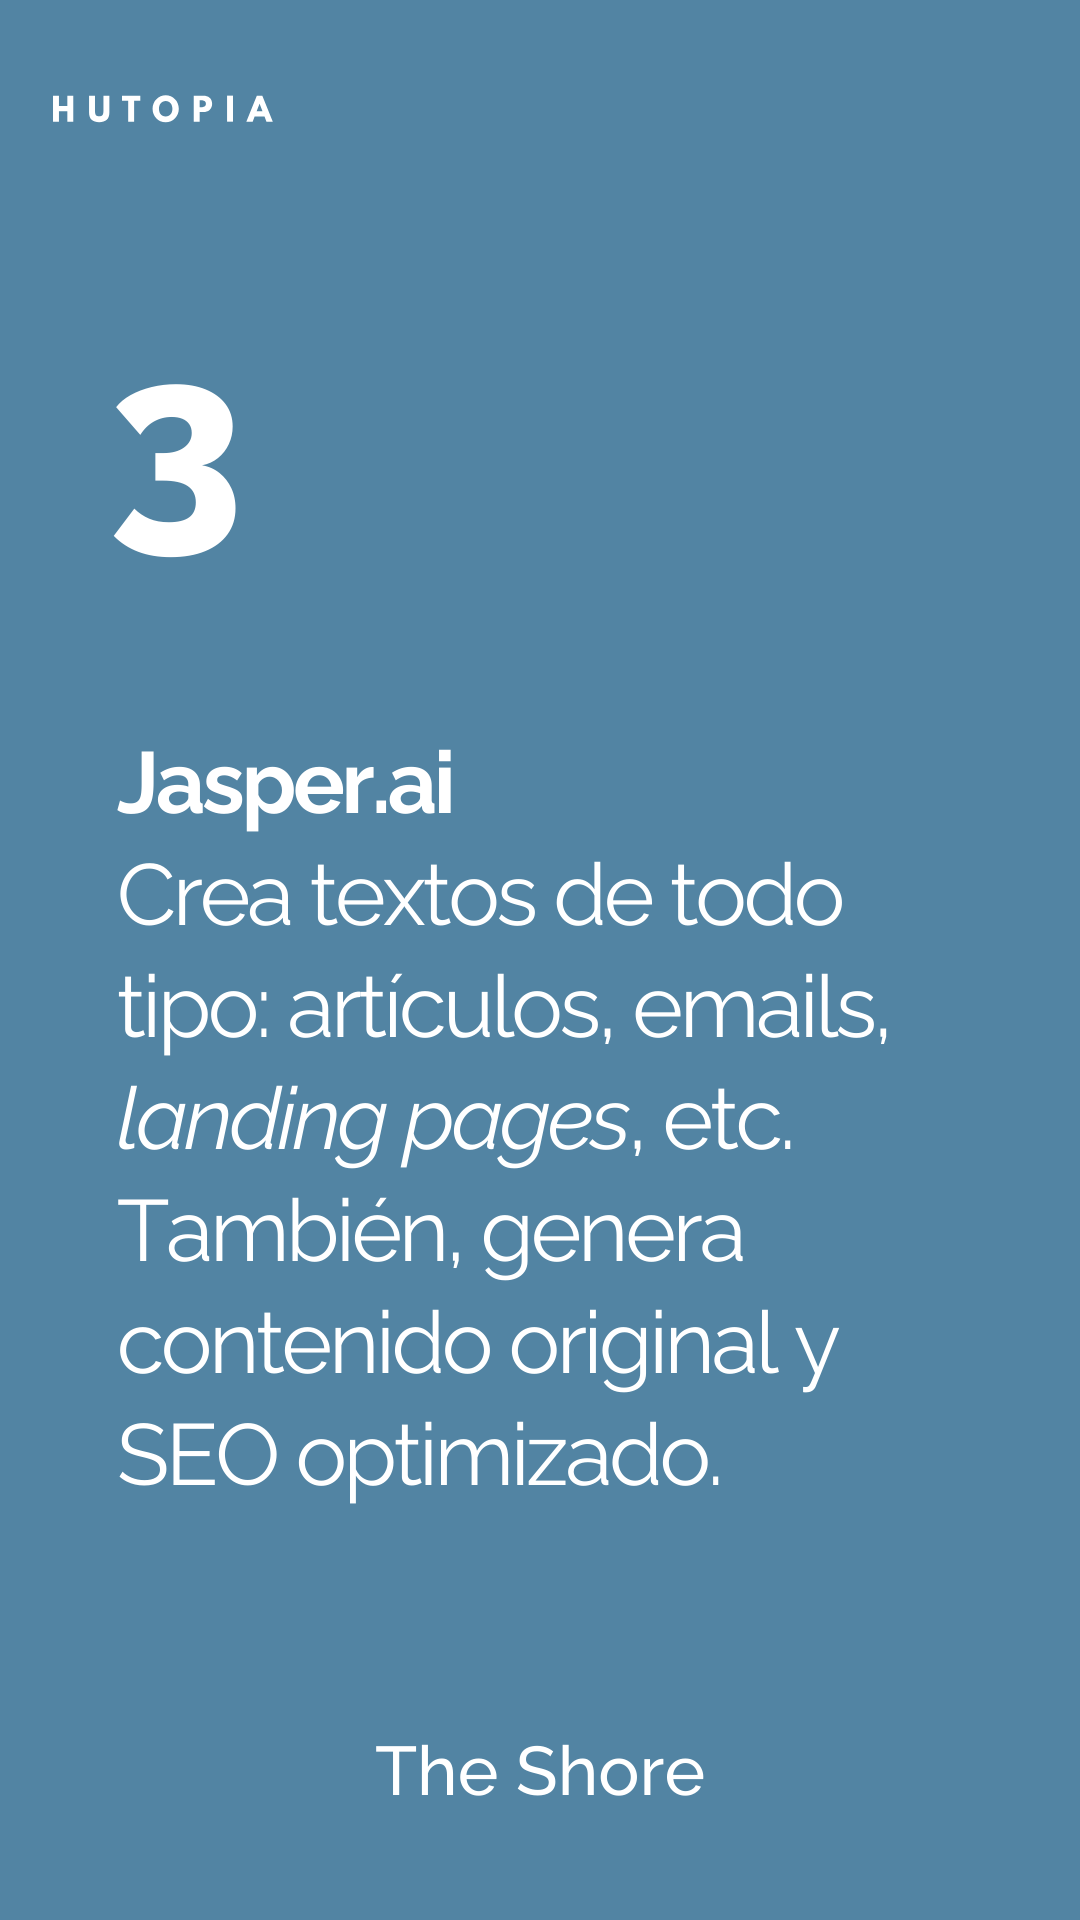 HUTOPIA
3
Jasper.ai
Crea textos de todo
tipo: artículos, emails,
landing pages, etc.
También, genera
contenido original y
SEO optimizado.
The Shore